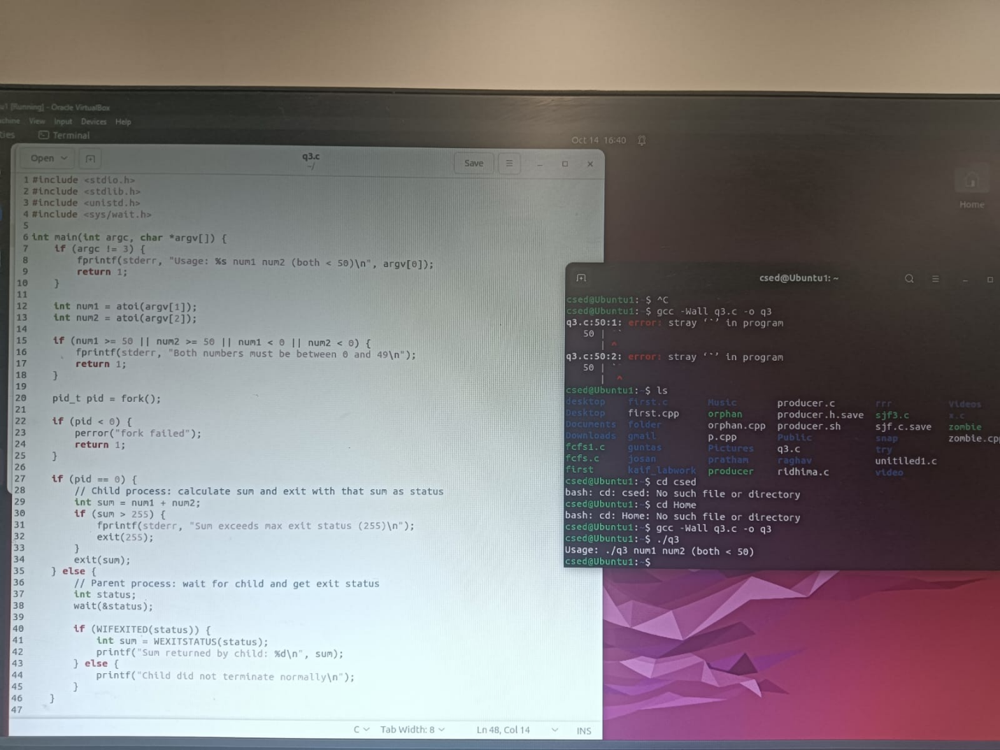 u1 [Running] - Oracle VirtualBox
achine View Input Devices Help
ties Terminal
Oct 14 16:40
Open
q3.c
~/
Save
1 #include <stdio.h>
2 #include <stdlib.h>
3 #include <unistd.h>
4 #include <sys/wait.h>
5
6 int main(int argc, char *argv[]) {
7     if (argc != 3) {
8         fprintf(stderr, "Usage: %s num1 num2 (both < 50)\n", argv[0]);
9         return 1;
10     }
11
12     int num1 = atoi(argv[1]);
13     int num2 = atoi(argv[2]);
14
15     if (num1 >= 50 || num2 >= 50 || num1 < 0 || num2 < 0) {
16         fprintf(stderr, "Both numbers must be between 0 and 49\n");
17         return 1;
18     }
19
20     pid_t pid = fork();
21
22     if (pid < 0) {
23         perror("fork failed");
24         return 1;
25     }
26
27     if (pid == 0) {
28         // Child process: calculate sum and exit with that sum as status
29         int sum = num1 + num2;
30         if (sum > 255) {
31             fprintf(stderr, "Sum exceeds max exit status (255)\n");
32             exit(255);
33         }
34         exit(sum);
35     } else {
36         // Parent process: wait for child and get exit status
37         int status;
38         wait(&status);
39
40         if (WIFEXITED(status)) {
41             int sum = WEXITSTATUS(status);
42             printf("Sum returned by child: %d\n", sum);
43         } else {
44             printf("Child did not terminate normally\n");
45         }
46     }
47
C Tab Width: 8 Ln 48, Col 14 INS
Home
csed@Ubuntu1: ~
csed@Ubuntu1:~$ ^C
csed@Ubuntu1:~$ gcc -Wall q3.c -o q3
q3.c:50:1: error: stray ‘`’ in program
50 | ``
| ^
q3.c:50:2: error: stray ‘`’ in program
50 | ``
| ^
csed@Ubuntu1:~$ ls
desktop first.c Music producer.c rrr Videos
Desktop first.cpp orphan producer.h.save sjf3.c x.c
Documents folder orphan.cpp producer.sh sjf.c.save zombie
Downloads gmail p.cpp Public snap zombie.cp
fcfs1.c guntas Pictures q3.c try
fcfs.c josan pratham raghav unitiled1.c
first kaif_labwork producer ridhima.c video
csed@Ubuntu1:~$ cd csed
bash: cd: csed: No such file or directory
csed@Ubuntu1:~$ cd Home
bash: cd: Home: No such file or directory
csed@Ubuntu1:~$ gcc -Wall q3.c -o q3
csed@Ubuntu1:~$ ./q3
Usage: ./q3 num1 num2 (both < 50)
csed@Ubuntu1:~$